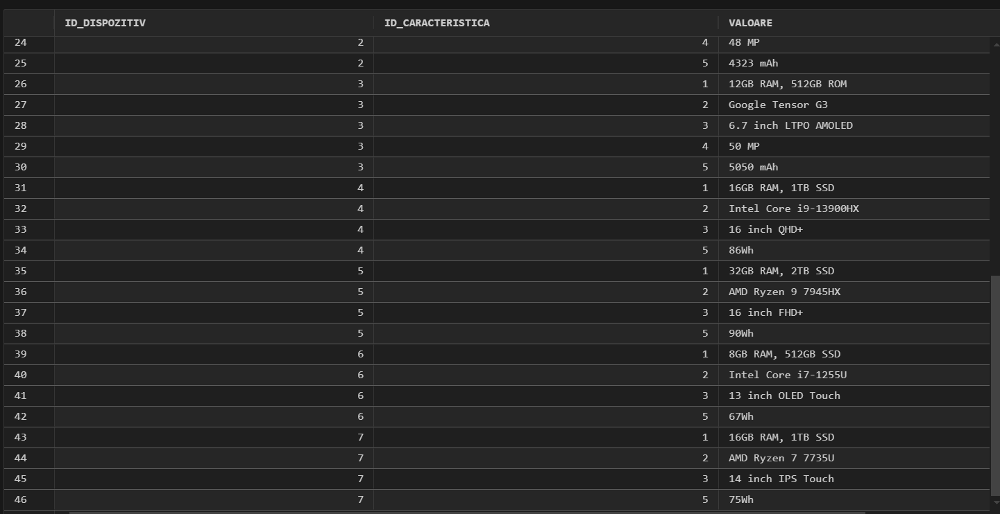 ID_DISPOZITIV ID_CARACTERISTICA VALOARE
24 2 4 48 MP
25 2 5 4323 mAh
26 3 1 12GB RAM, 512GB ROM
27 3 2 Google Tensor G3
28 3 3 6.7 inch LTPO AMOLED
29 3 4 50 MP
30 3 5 5050 mAh
31 4 1 16GB RAM, 1TB SSD
32 4 2 Intel Core i9-13900HX
33 4 3 16 inch QHD+
34 4 5 86Wh
35 5 1 32GB RAM, 2TB SSD
36 5 2 AMD Ryzen 9 7945HX
37 5 3 16 inch FHD+
38 5 5 90Wh
39 6 1 8GB RAM, 512GB SSD
40 6 2 Intel Core i7-1255U
41 6 3 13 inch OLED Touch
42 6 5 67Wh
43 7 1 16GB RAM, 1TB SSD
44 7 2 AMD Ryzen 7 7735U
45 7 3 14 inch IPS Touch
46 7 5 75Wh